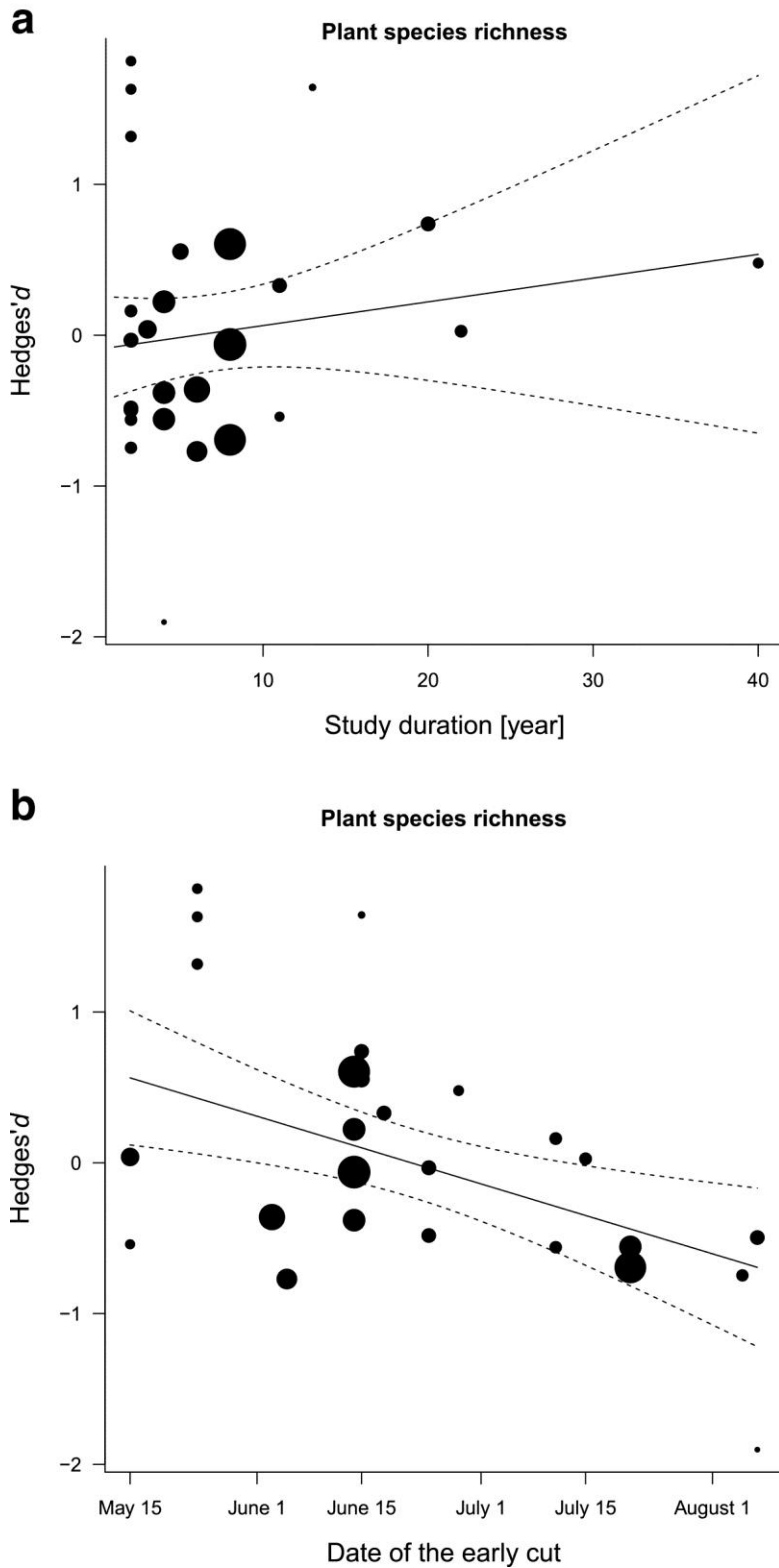 a
Plant species richness
1
0
−1
−2
Hedges'd
10 20 30 40
Study duration [year]
b
Plant species richness
1
0
−1
−2
Hedges'd
May 15 June 1 June 15 July 1 July 15 August 1
Date of the early cut